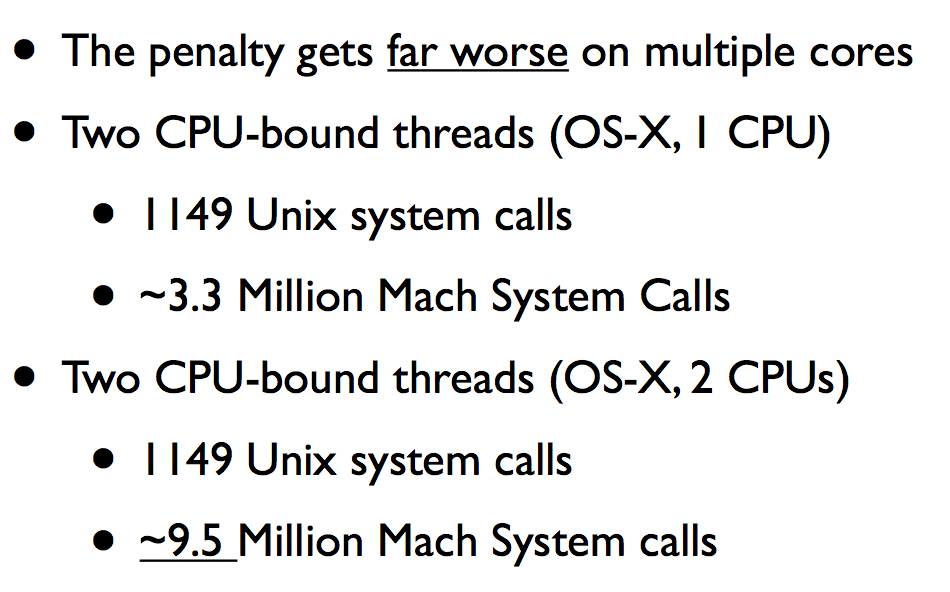 • The penalty gets far worse on multiple cores
• Two CPU-bound threads (OS-X, 1 CPU)
• 1149 Unix system calls
• ~3.3 Million Mach System Calls
• Two CPU-bound threads (OS-X, 2 CPUs)
• 1149 Unix system calls
• ~9.5 Million Mach System calls